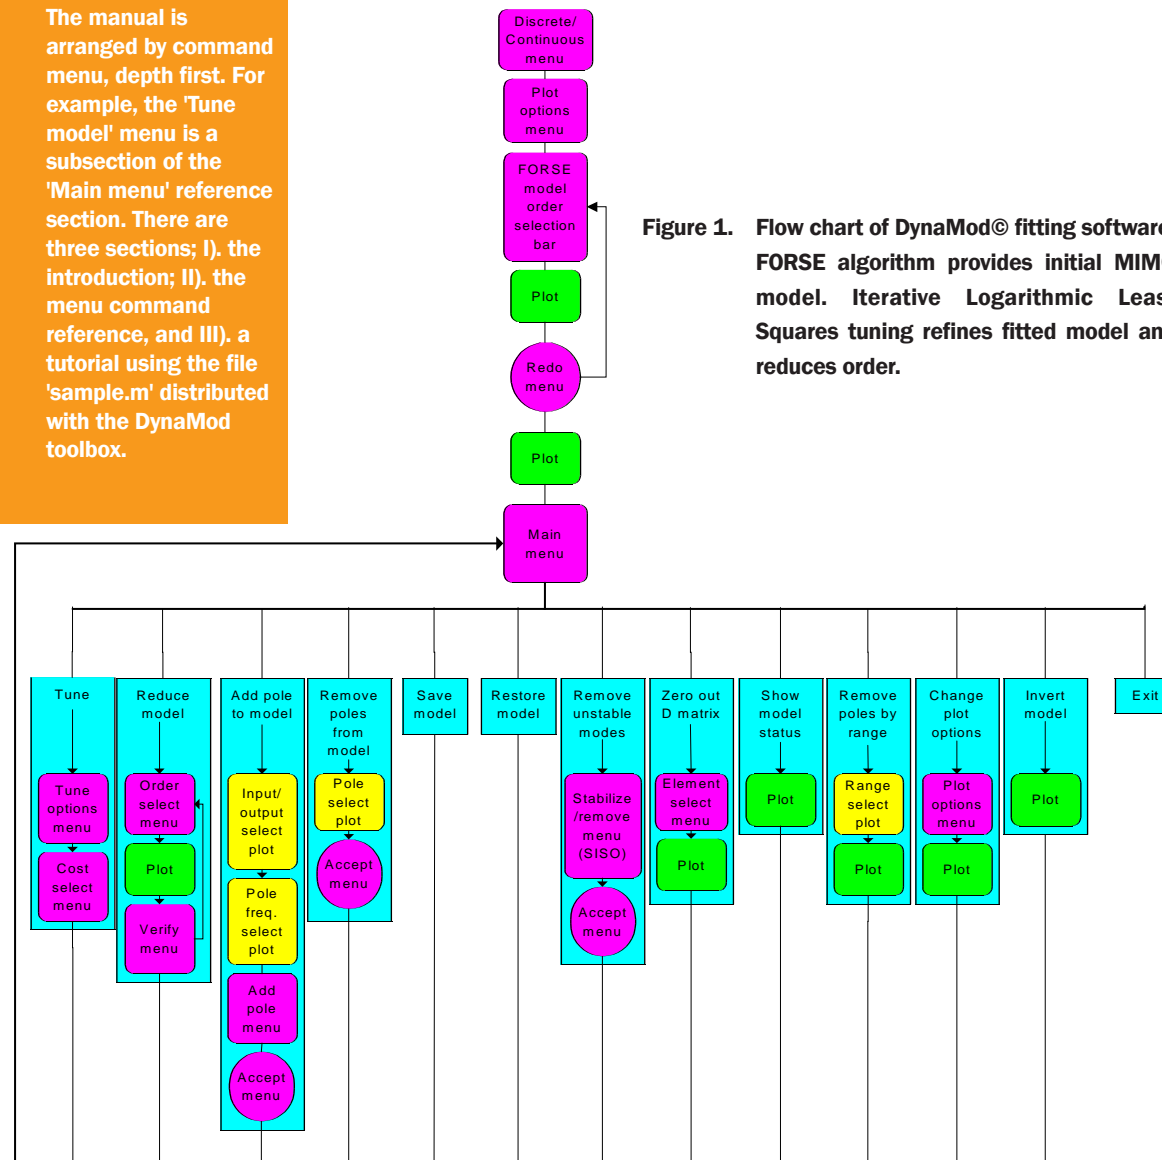 The manual is
arranged by command
menu, depth first. For
example, the 'Tune
model' menu is a
subsection of the
'Main menu' reference
section. There are
three sections; I). the
introduction; II). the
menu command
reference, and III). a
tutorial using the file
'sample.m' distributed
with the DynaMod
toolbox.
Discrete/
Continuous
menu
Plot
options
menu
FORSE
model
order
selection
bar
Plot
Redo
menu
Plot
Main
menu
Figure 1. Flow chart of DynaMod© fitting software
FORSE algorithm provides initial MIM
model. Iterative Logarithmic Leas
Squares tuning refines fitted model an
reduces order.
Tune
Tune
options
menu
Cost
select
menu
Reduce
model
Order
select
menu
Plot
Verify
menu
Add pole
to model
Input/
output
select
plot
Pole
freq.
select
plot
Add
pole
menu
Accept
menu
Remove
poles
from
model
Pole
select
plot
Accept
menu
Save
model
Restore
model
Remove
unstable
modes
Stabilize
/remove
menu
(SISO)
Accept
menu
Zero out
D matrix
Element
select
menu
Plot
Show
model
status
Plot
Remove
poles by
range
Range
select
plot
Plot
Change
plot
options
Plot
options
menu
Plot
Invert
model
Plot
Exit